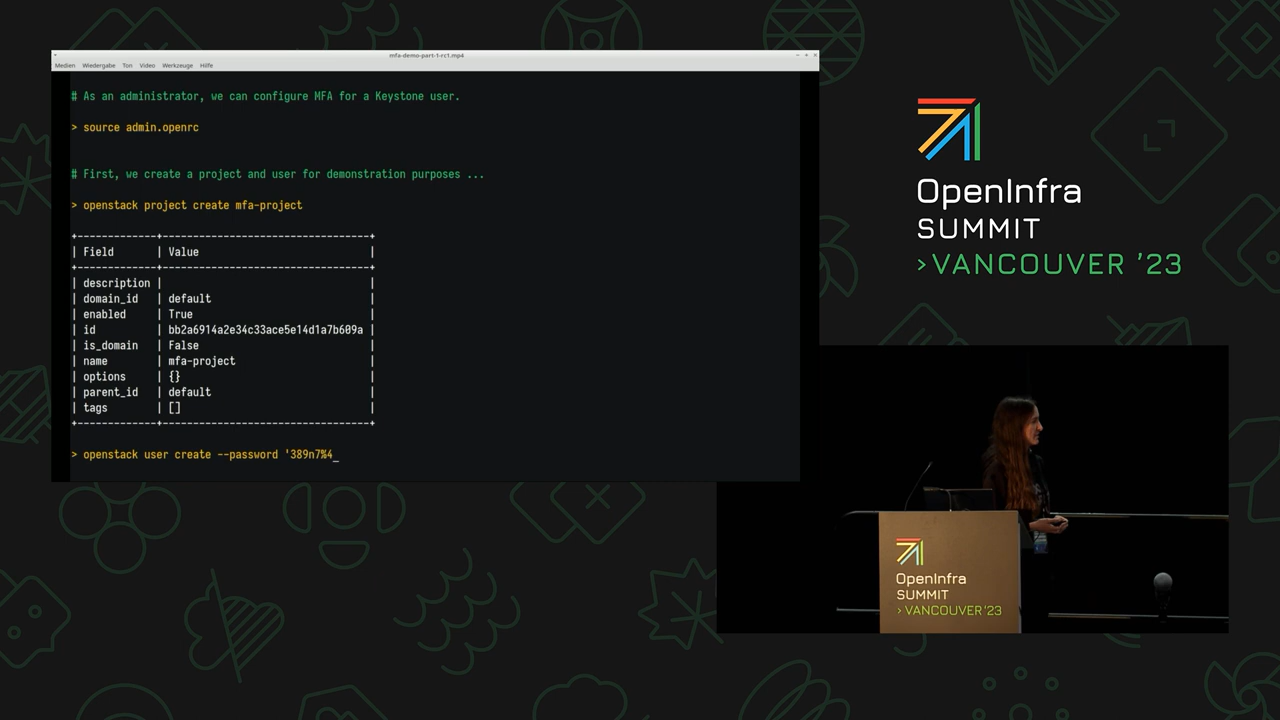 mfa-demo-part-1-rc1.mp4
Medien Wiedergabe Ton Video Werkzeuge Hilfe
# As an administrator, we can configure MFA for a Keystone user.
> source admin.openrc
# First, we create a project and user for demonstration purposes ...
> openstack project create mfa-project
+-------------+----------------------------------+
| Field | Value |
+-------------+----------------------------------+
| description | |
| domain_id | default |
| enabled | True |
| id | bb2a6914a2e34c33ace5e14d1a7b609a |
| is_domain | False |
| name | mfa-project |
| options | {} |
| parent_id | default |
| tags | [] |
+-------------+----------------------------------+
> openstack user create --password '389n7%4_
OpenInfra
SUMMIT
>VANCOUVER '23
OpenInfra
SUMMIT
>VANCOUVER '23